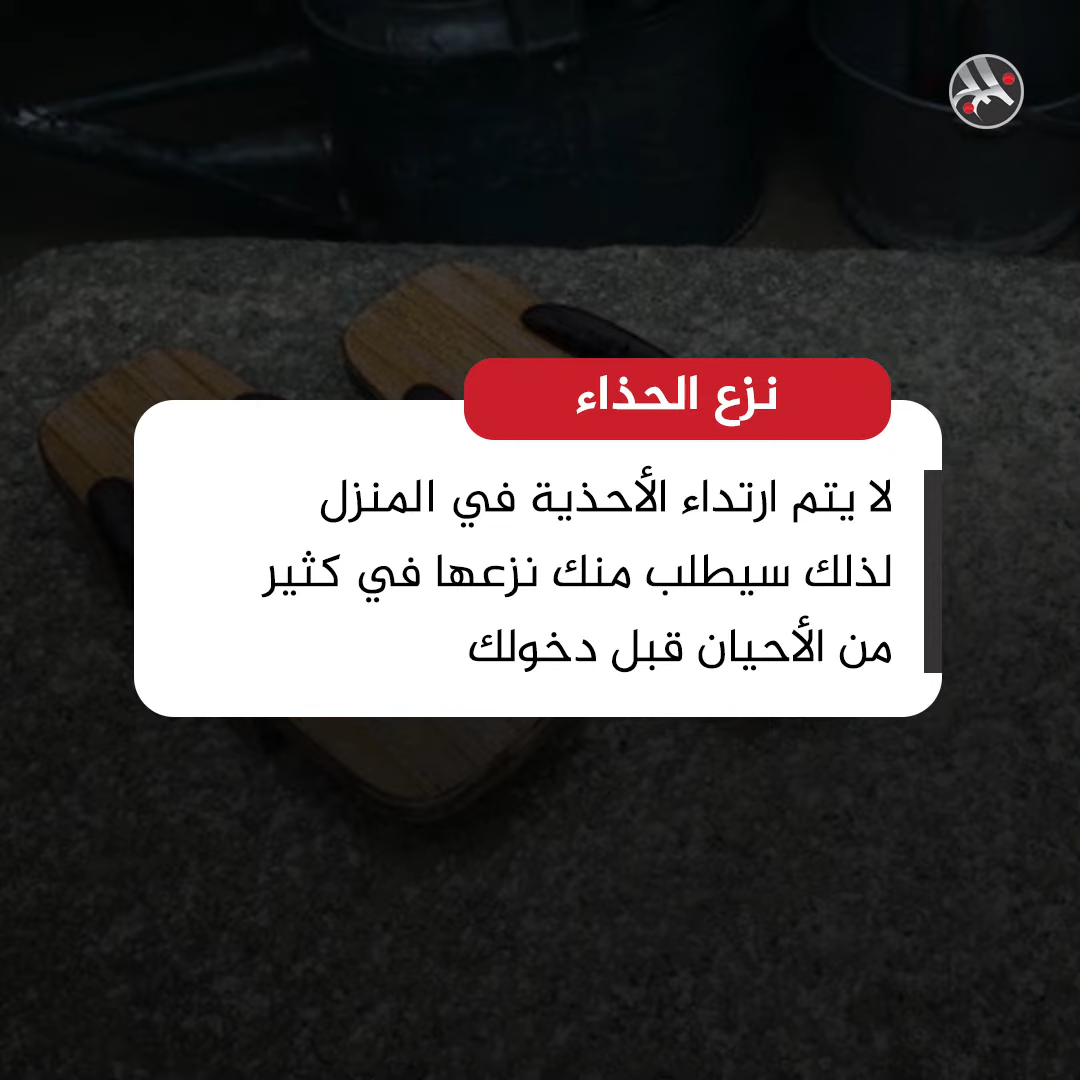 نزع الحذاء
لا يتم ارتداء الأحذية في المنزل
لذلك سيطلب منك نزعها في كثير
من الأحيان قبل دخولك